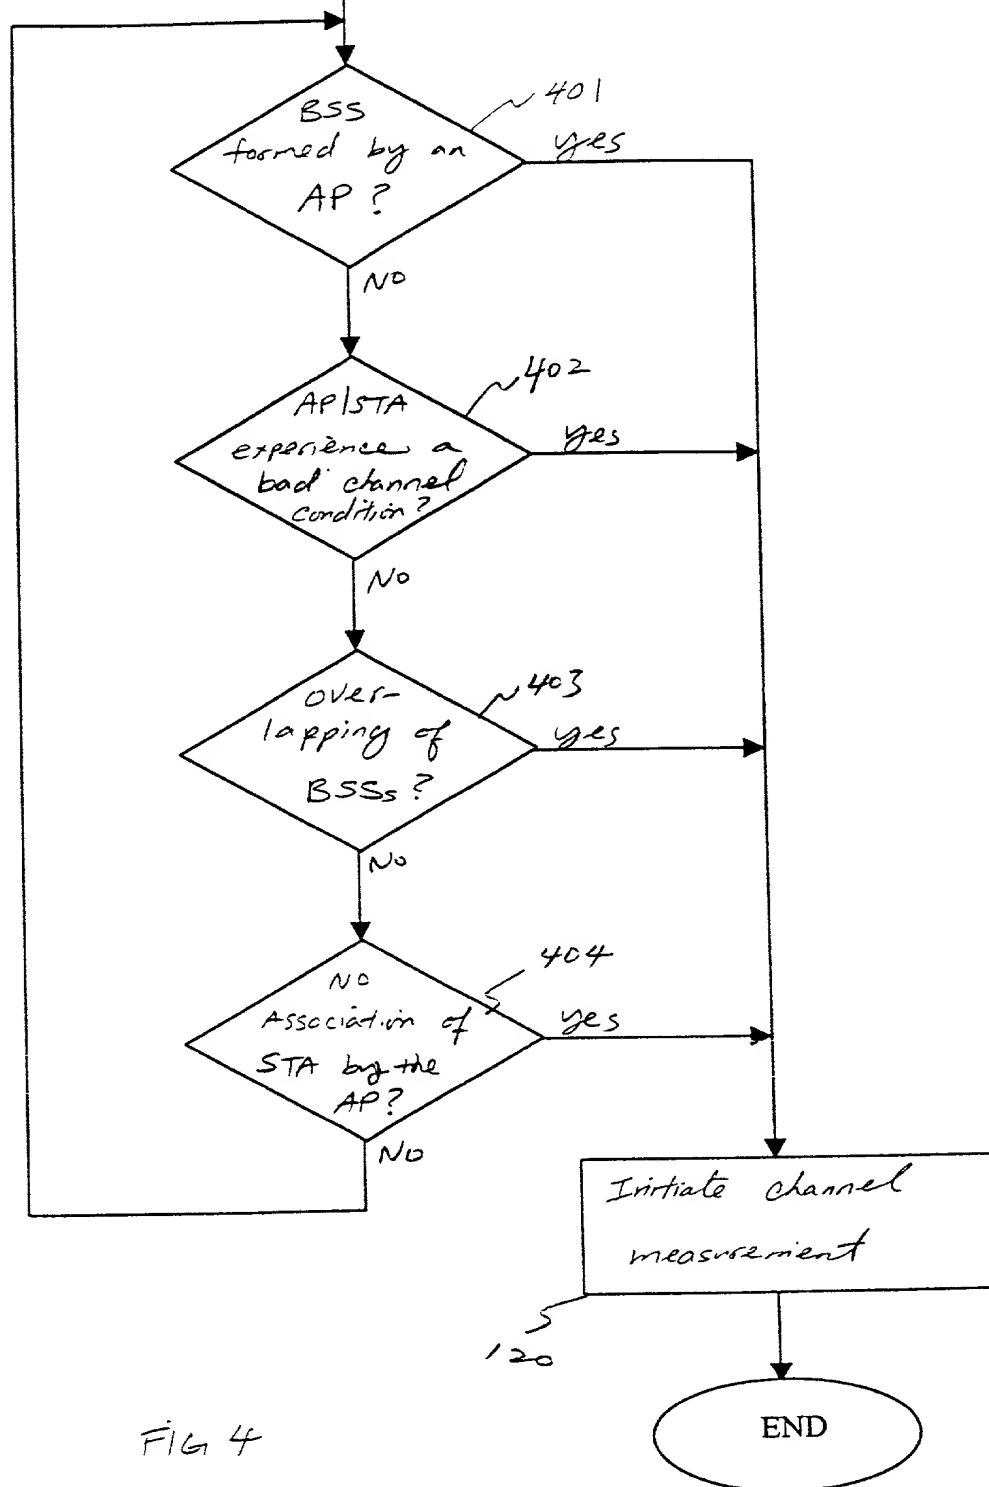 401
BSS
formed by an
AP ?
yes
NO
402
AP/STA
experience a
bad channel
condition?
yes
NO
403
over-
lapping of
BSSs ?
yes
NO
404
NO
Association of
STA by the
AP?
yes
NO
Initiate channel
measurement
120
END
FIG 4